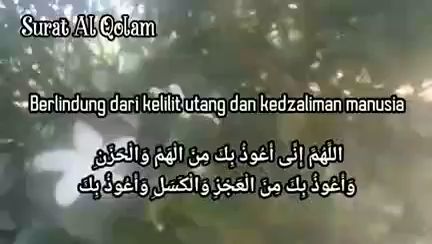 Surat Al Qolam
Berlindung dari kelilit utang dan kedzaliman manusia
اللَّهُمَّ إِنِّى أَعُوذُ بِكَ مِنَ الْهَمِّ وَالْحَزَنِ
وَأَعُوذُ بِكَ مِنَ الْعَجْزِ وَالْكَسَلِ وَأَعُوذُ بِكَ